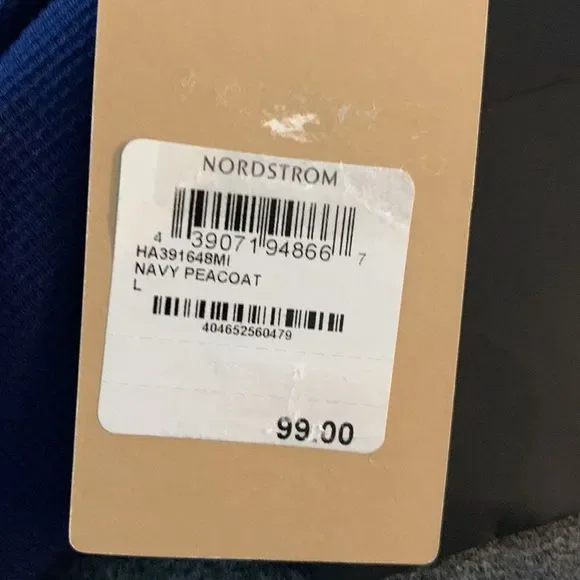 NORDSTROM
4 39071 94866 7
HA391648MI
NAVY PEACOAT
L
404652560479
99.00